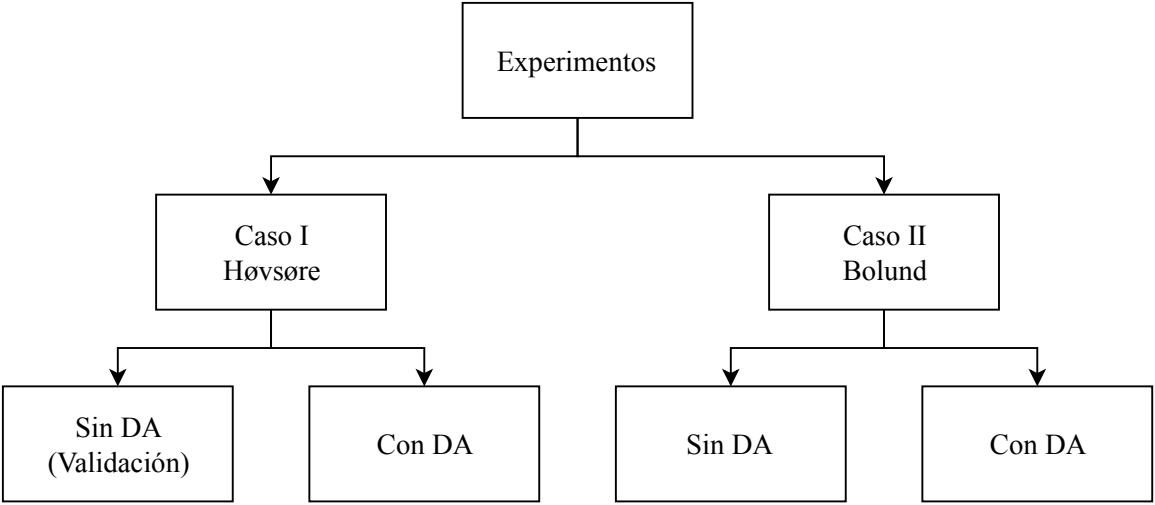 Experimentos
Caso I
Høvsøre
Caso II
Bolund
Sin DA
(Validación)
Con DA
Sin DA
Con DA